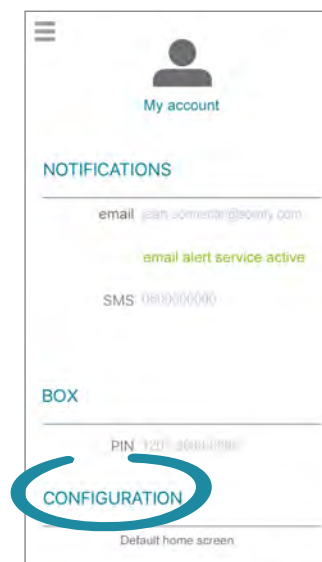 My account
NOTIFICATIONS
email
email alert service active
SMS
BOX
PIN
CONFIGURATION
Default home screen